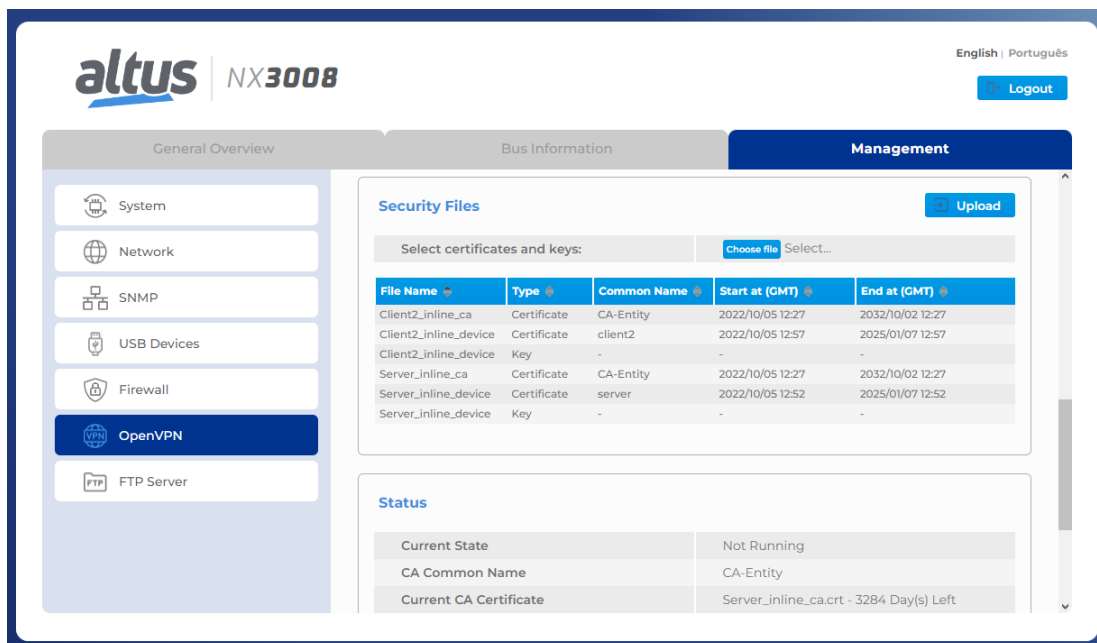 English | Português
altus NX3008
Logout
General Overview Bus Information Management
System
Network
SNMP
USB Devices
Firewall
VPN OpenVPN
FTP FTP Server
Security Files Upload
Select certificates and keys: Choose file Select...
File Name Type Common Name Start at (GMT) End at (GMT)
Client2_inline_ca Certificate CA-Entity 2022/10/05 12:27 2032/10/02 12:27
Client2_inline_device Certificate client2 2022/10/05 12:57 2025/01/07 12:57
Client2_inline_device Key - - -
Server_inline_ca Certificate CA-Entity 2022/10/05 12:27 2032/10/02 12:27
Server_inline_device Certificate server 2022/10/05 12:52 2025/01/07 12:52
Server_inline_device Key - - -
Status
Current State Not Running
CA Common Name CA-Entity
Current CA Certificate Server_inline_ca.crt - 3284 Day(s) Left